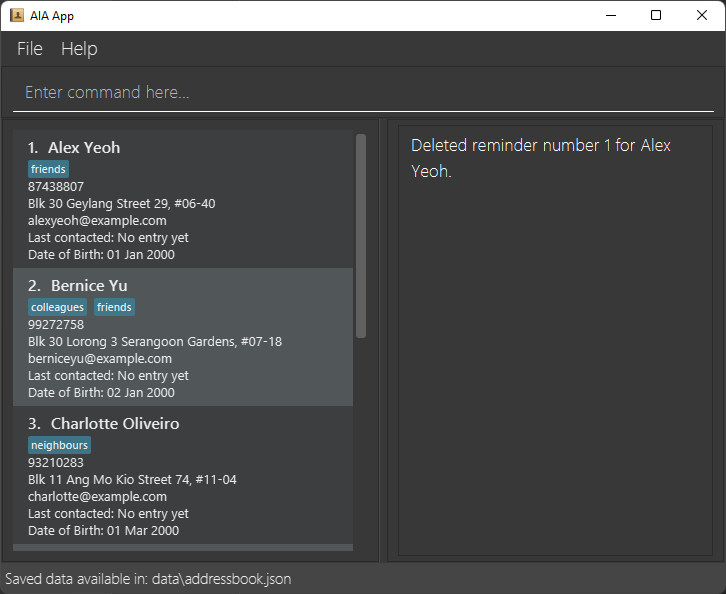 AIA App
File Help
Enter command here...
1. Alex Yeoh
friends
87438807
Blk 30 Geylang Street 29, #06-40
alexyeoh@example.com
Last contacted: No entry yet
Date of Birth: 01 Jan 2000
2. Bernice Yu
colleagues friends
99272758
Blk 30 Lorong 3 Serangoon Gardens, #07-18
berniceyu@example.com
Last contacted: No entry yet
Date of Birth: 02 Jan 2000
3. Charlotte Oliveiro
neighbours
93210283
Blk 11 Ang Mo Kio Street 74, #11-04
charlotte@example.com
Last contacted: No entry yet
Date of Birth: 01 Mar 2000
Deleted reminder number 1 for Alex
Yeoh.
Saved data available in: data\addressbook.json